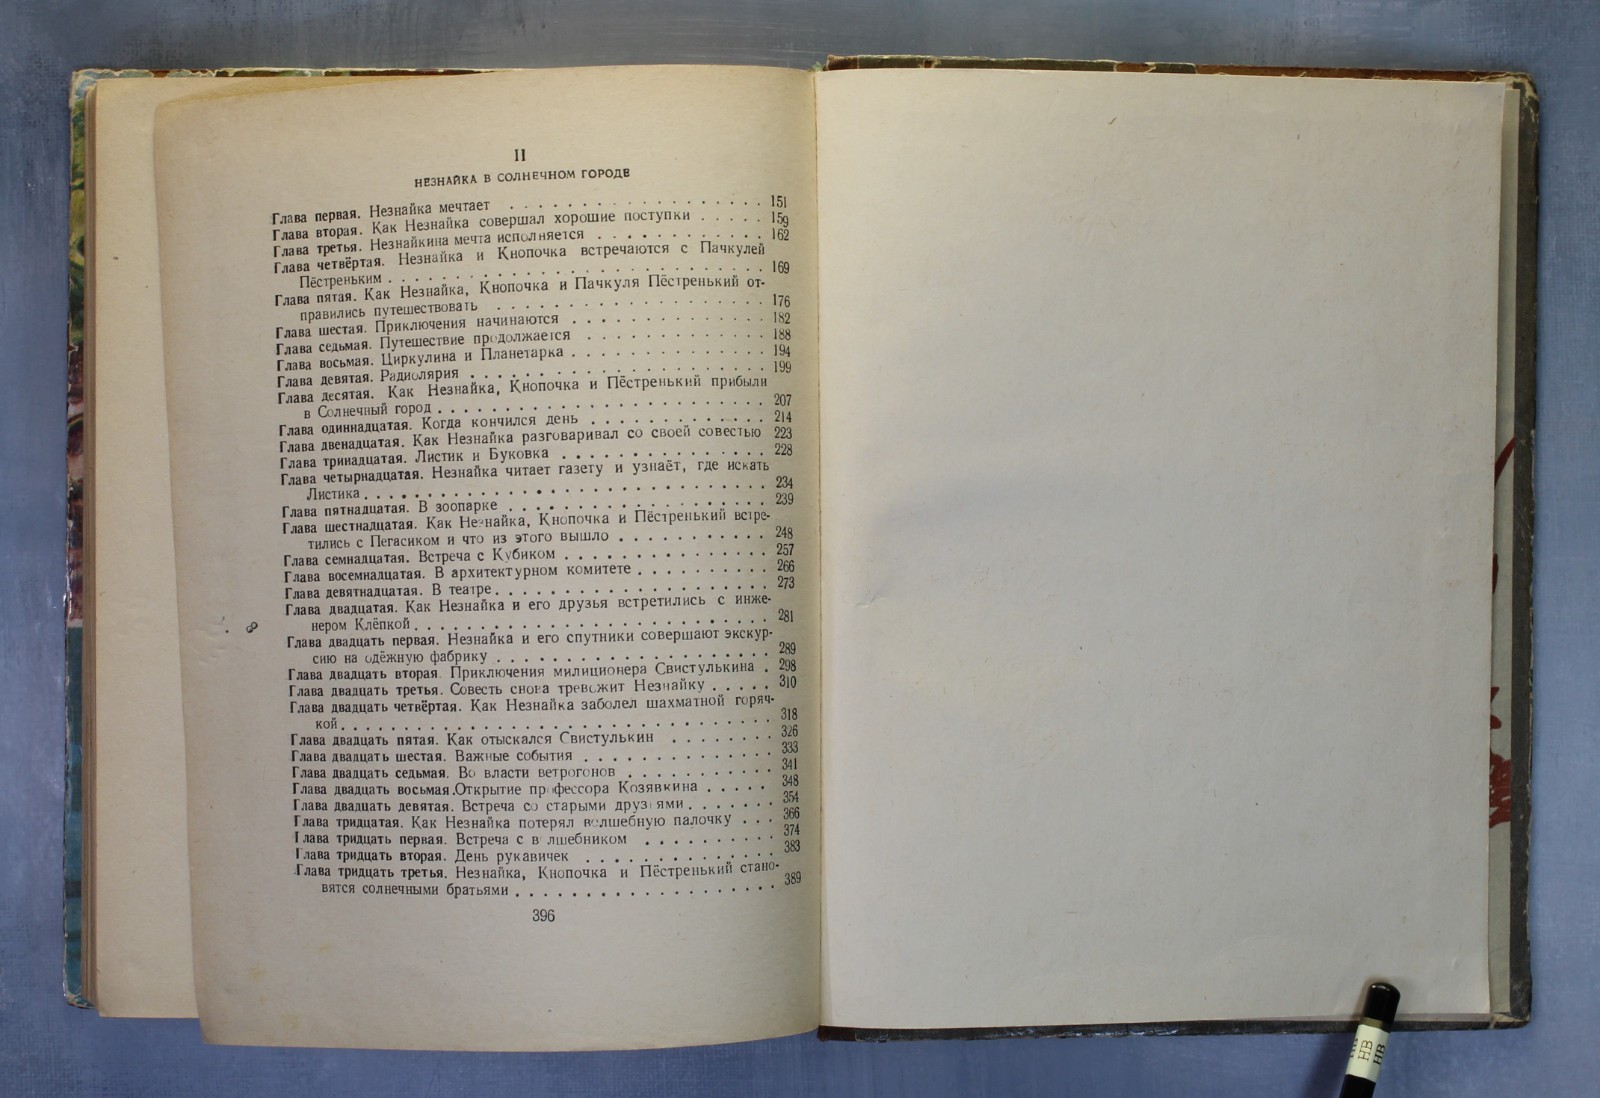 II
НЕЗНАЙКА В СОЛНЕЧНОМ ГОРОДЕ
Глава первая. Незнайка мечтает . . . . . . . . . . . . . . . . . . 151
Глава вторая. Как Незнайка совершал хорошие поступки . . . . . 159
Глава третья. Незнайкина мечта исполняется . . . . . . . . . . . . 162
Глава четвёртая. Незнайка и Кнопочка встречаются с Пачкулей
Пёстреньким . . . . . . . . . . . . . . . . . . . . . . . . . . 169
Глава пятая. Как Незнайка, Кнопочка и Пачкуля Пёстренький от-
правились путешествовать . . . . . . . . . . . . . . . . . . . 176
Глава шестая. Приключения начинаются . . . . . . . . . . . . . . 182
Глава седьмая. Путешествие продолжается . . . . . . . . . . . . . 188
Глава восьмая. Циркулина и Планетарка . . . . . . . . . . . . . . 194
Глава девятая. Радиолярия . . . . . . . . . . . . . . . . . . . . . 199
Глава десятая. Как Незнайка, Кнопочка и Пёстренький прибыли
в Солнечный город . . . . . . . . . . . . . . . . . . . . . . . 207
Глава одиннадцатая. Когда кончился день . . . . . . . . . . . . . 214
Глава двенадцатая. Как Незнайка разговаривал со своей совестью 223
Глава тринадцатая. Листик и Буковка . . . . . . . . . . . . . . . 228
Глава четырнадцатая. Незнайка читает газету и узнаёт, где искать
Листика . . . . . . . . . . . . . . . . . . . . . . . . . . . . 234
Глава пятнадцатая. В зоопарке . . . . . . . . . . . . . . . . . . . 239
Глава шестнадцатая. Как Незнайка, Кнопочка и Пёстренький встре-
тились с Пегасиком и что из этого вышло . . . . . . . . . . . 248
Глава семнадцатая. Встреча с Кубиком . . . . . . . . . . . . . . . 257
Глава восемнадцатая. В архитектурном комитете . . . . . . . . . . 266
Глава девятнадцатая. В театре . . . . . . . . . . . . . . . . . . . . 273
Глава двадцатая. Как Незнайка и его друзья встретились с инже-
нером Клёпкой . . . . . . . . . . . . . . . . . . . . . . . . . 281
Глава двадцать первая. Незнайка и его спутники совершают экскур-
сию на одёжную фабрику . . . . . . . . . . . . . . . . . . . . 289
Глава двадцать вторая. Приключения милиционера Свистулькина . 298
Глава двадцать третья. Совесть снова тревожит Незнайку . . . . . 310
Глава двадцать четвёртая. Как Незнайка заболел шахматной горяч-
кой . . . . . . . . . . . . . . . . . . . . . . . . . . . . . . . 318
Глава двадцать пятая. Как отыскался Свистулькин . . . . . . . . 326
Глава двадцать шестая. Важные события . . . . . . . . . . . . . . 333
Глава двадцать седьмая. Во власти ветрогонов . . . . . . . . . . . 341
Глава двадцать восьмая.Открытие профессора Козявкина . . . . . 348
Глава двадцать девятая. Встреча со старыми друзьями . . . . . . . 354
Глава тридцатая. Как Незнайка потерял волшебную палочку . . . 366
Глава тридцать первая. Встреча с волшебником . . . . . . . . . . 374
Глава тридцать вторая. День рукавичек . . . . . . . . . . . . . . 383
Глава тридцать третья. Незнайка, Кнопочка и Пёстренький стано-
вятся солнечными братьями . . . . . . . . . . . . . . . . . . . 389
396
HB HB HB